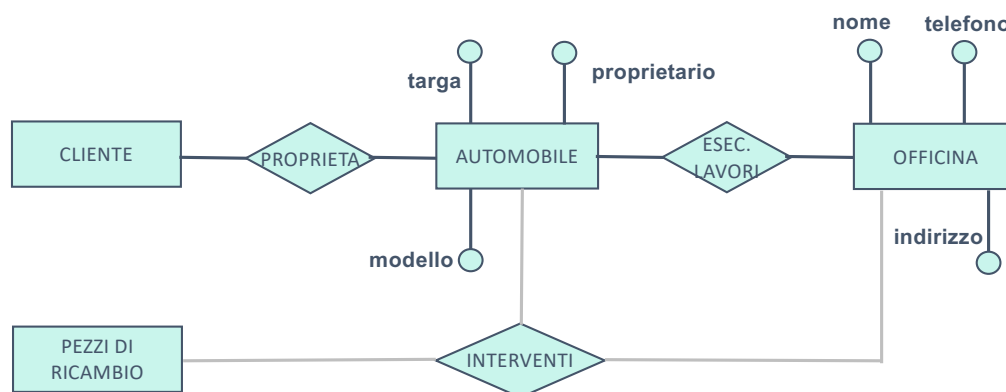 nome
telefono
targa
proprietario
CLIENTE
PROPRIETA
AUTOMOBILE
ESEC.
LAVORI
OFFICINA
modello
indirizzo
PEZZI DI
RICAMBIO
INTERVENTI